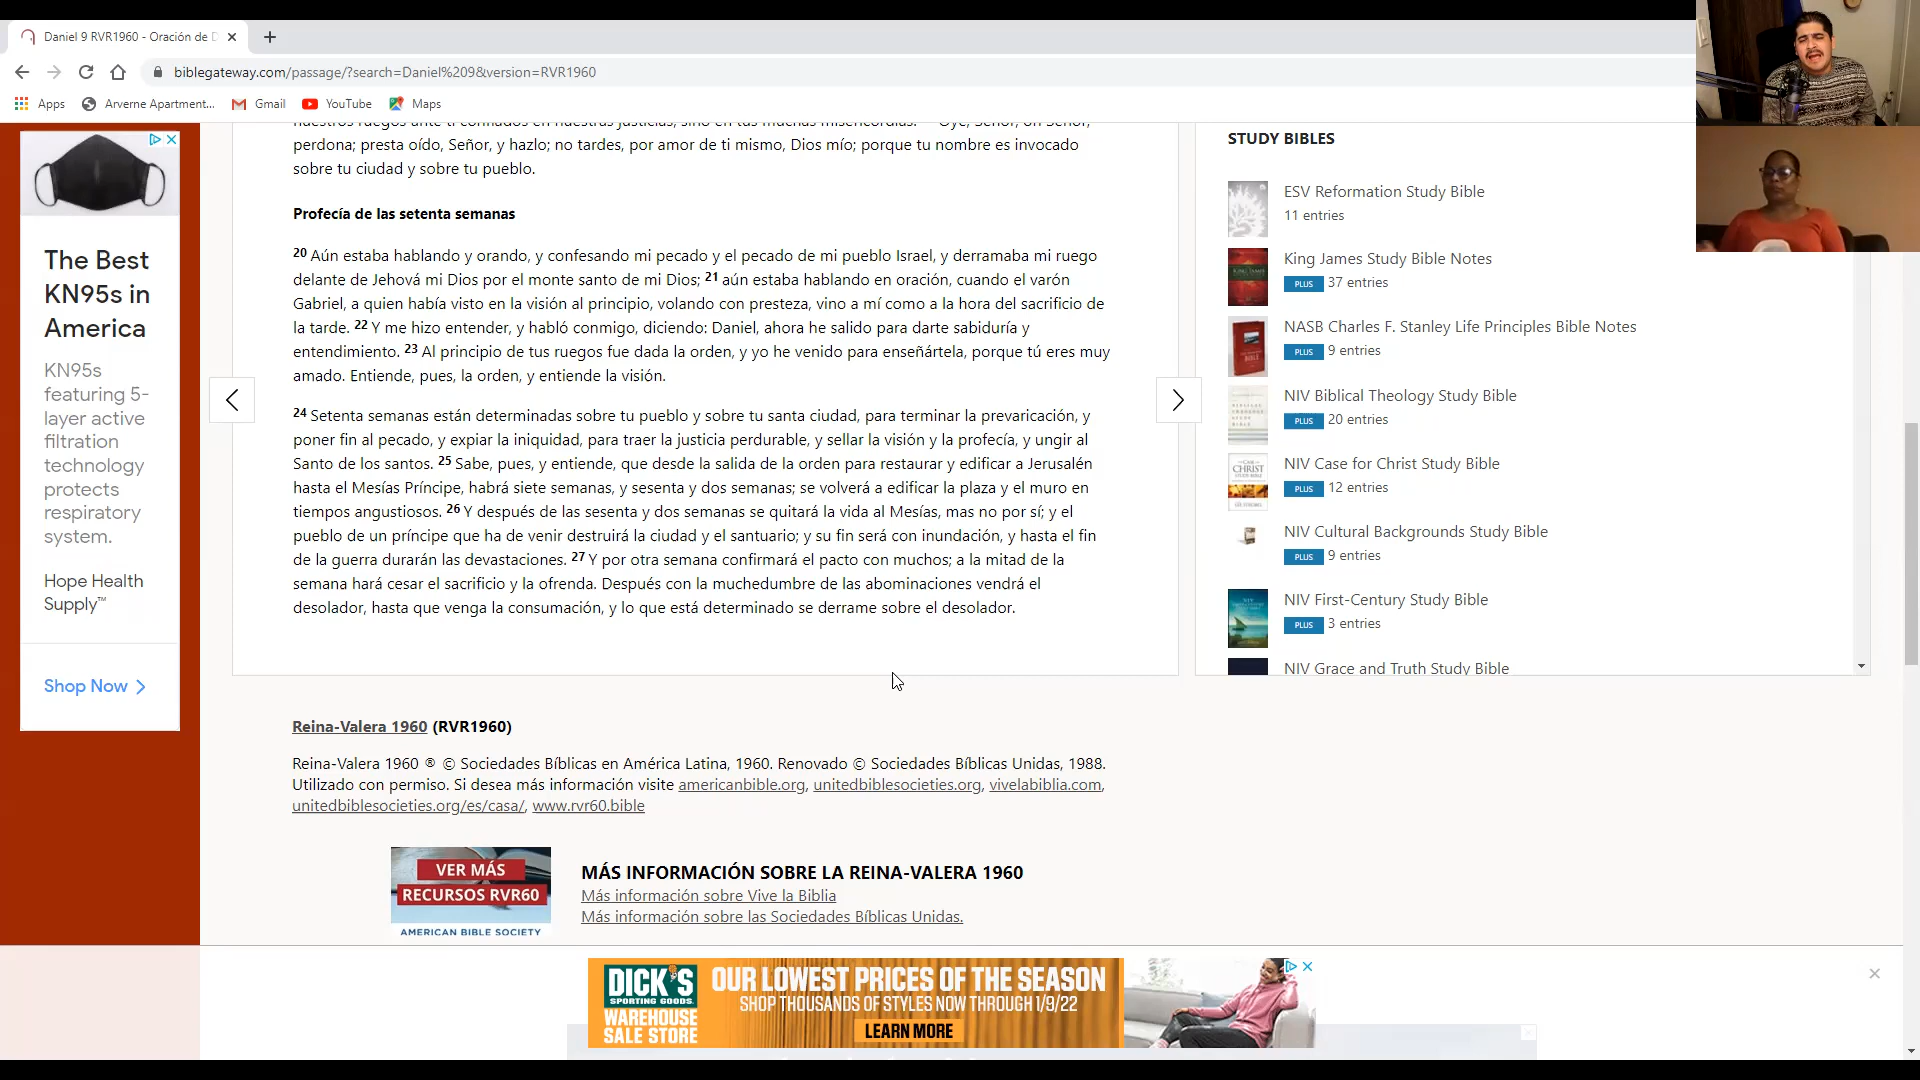 Daniel 9 RVR1960 - Oración de D
biblegateway.com/passage/?search=Daniel%209&version=RVR1960
Apps
Arverne Apartment...
Gmail
YouTube
Maps
The Best
KN95s in
America
KN95s
featuring 5-
layer active
filtration
technology
protects
respiratory
system.
Hope Health
Supply™
Shop Now
nuestros ruegos ante ti confiados en nuestras justicias, sino en tus muchas misericordias. Oye, Señor; oh Señor,
perdona; presta oído, Señor, y hazlo; no tardes, por amor de ti mismo, Dios mío; porque tu nombre es invocado
sobre tu ciudad y sobre tu pueblo.
Profecía de las setenta semanas
20 Aún estaba hablando y orando, y confesando mi pecado y el pecado de mi pueblo Israel, y derramaba mi ruego
delante de Jehová mi Dios por el monte santo de mi Dios; 21 aún estaba hablando en oración, cuando el varón
Gabriel, a quien había visto en la visión al principio, volando con presteza, vino a mí como a la hora del sacrificio de
la tarde. 22 Y me hizo entender, y habló conmigo, diciendo: Daniel, ahora he salido para darte sabiduría y
entendimiento. 23 Al principio de tus ruegos fue dada la orden, y yo he venido para enseñártela, porque tú eres muy
amado. Entiende, pues, la orden, y entiende la visión.
24 Setenta semanas están determinadas sobre tu pueblo y sobre tu santa ciudad, para terminar la prevaricación, y
poner fin al pecado, y expiar la iniquidad, para traer la justicia perdurable, y sellar la visión y la profecía, y ungir al
Santo de los santos. 25 Sabe, pues, y entiende, que desde la salida de la orden para restaurar y edificar a Jerusalén
hasta el Mesías Príncipe, habrá siete semanas, y sesenta y dos semanas; se volverá a edificar la plaza y el muro en
tiempos angustiosos. 26 Y después de las sesenta y dos semanas se quitará la vida al Mesías, mas no por sí; y el
pueblo de un príncipe que ha de venir destruirá la ciudad y el santuario; y su fin será con inundación, y hasta el fin
de la guerra durarán las devastaciones. 27 Y por otra semana confirmará el pacto con muchos; a la mitad de la
semana hará cesar el sacrificio y la ofrenda. Después con la muchedumbre de las abominaciones vendrá el
desolador, hasta que venga la consumación, y lo que está determinado se derrame sobre el desolador.
STUDY BIBLES
ESV Reformation Study Bible
11 entries
King James Study Bible Notes
PLUS 37 entries
NASB Charles F. Stanley Life Principles Bible Notes
PLUS 9 entries
NIV Biblical Theology Study Bible
PLUS 20 entries
NIV Case for Christ Study Bible
PLUS 12 entries
NIV Cultural Backgrounds Study Bible
PLUS 9 entries
NIV First-Century Study Bible
PLUS 3 entries
NIV Grace and Truth Study Bible
Reina-Valera 1960 (RVR1960)
Reina-Valera 1960 ® © Sociedades Bíblicas en América Latina, 1960. Renovado © Sociedades Bíblicas Unidas, 1988.
Utilizado con permiso. Si desea más información visite americanbible.org, unitedbiblesocieties.org, vivelabiblia.com,
unitedbiblesocieties.org/es/casa/, www.rvr60.bible
VER MÁS
RECURSOS RVR60
AMERICAN BIBLE SOCIETY
MÁS INFORMACIÓN SOBRE LA REINA-VALERA 1960
Más información sobre Vive la Biblia
Más información sobre las Sociedades Bíblicas Unidas.
DICK'S
SPORTING GOODS
WAREHOUSE
SALE STORE
OUR LOWEST PRICES OF THE SEASON
SHOP THOUSANDS OF STYLES NOW THROUGH 1/9/22
LEARN MORE